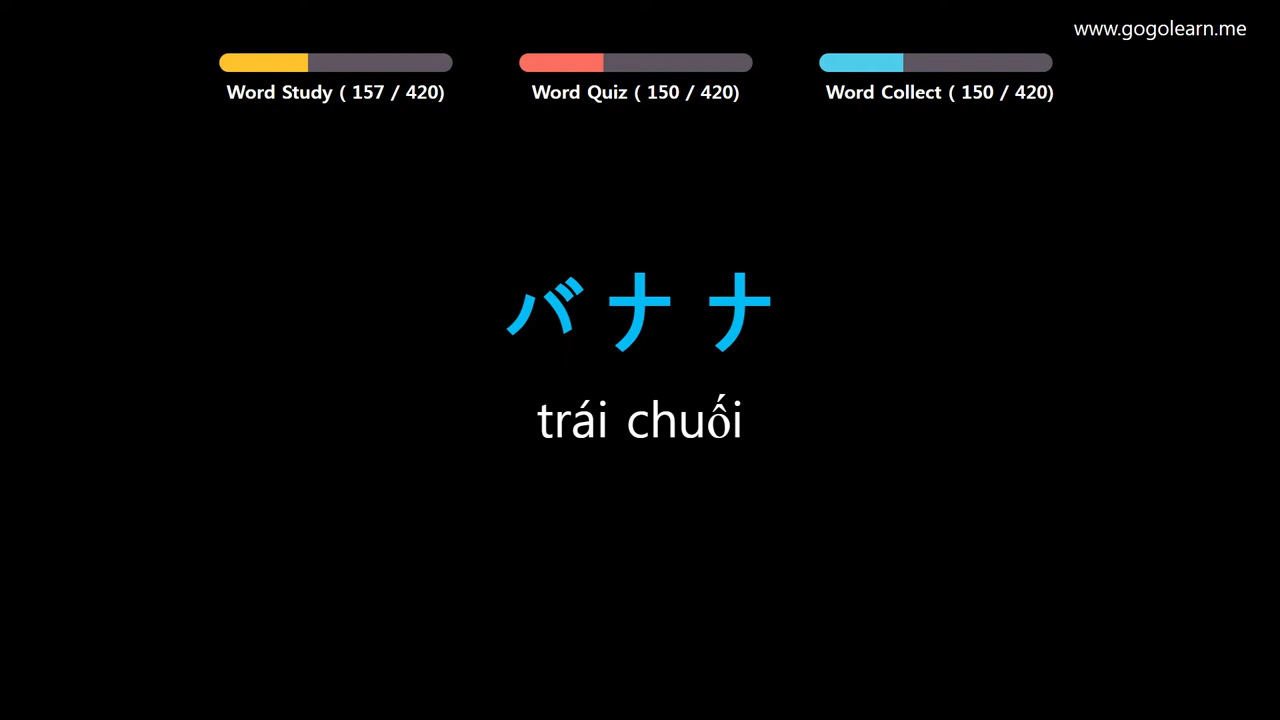 www.gogolearn.me
Word Study ( 157 / 420)
Word Quiz ( 150 / 420)
Word Collect ( 150 / 420)
バナナ
trái chuối